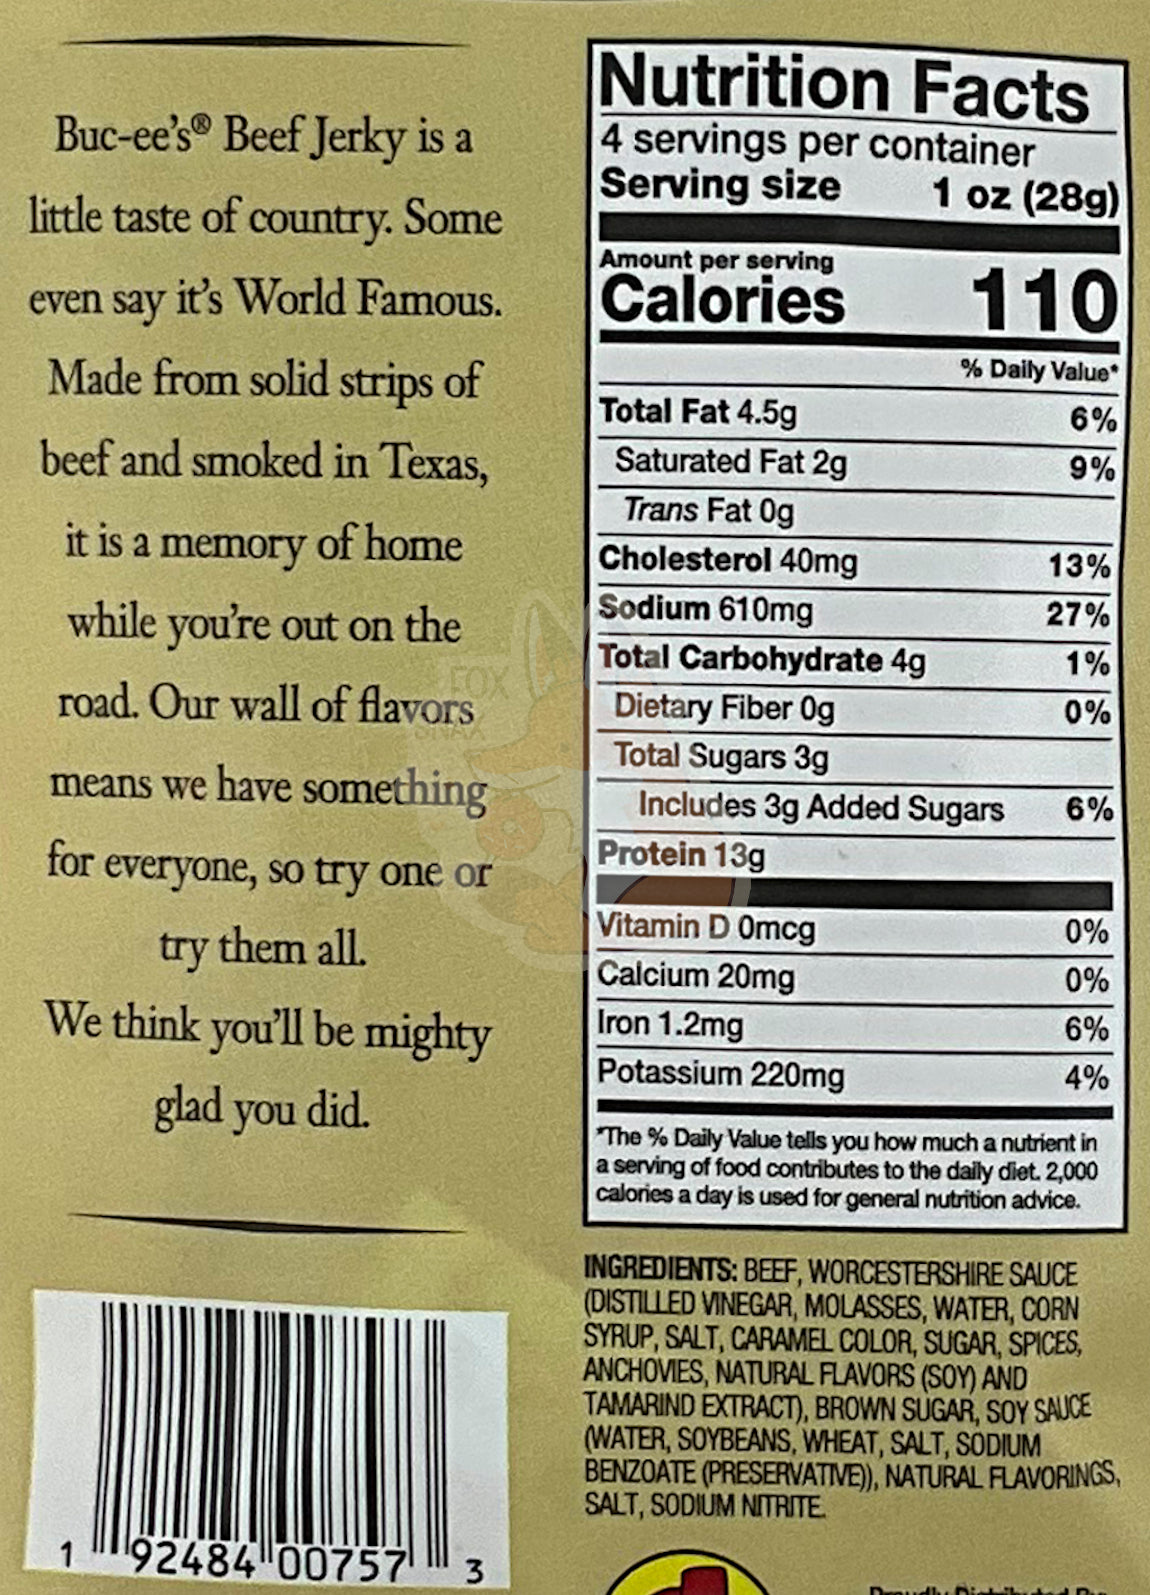 Buc-ee's® Beef Jerky is a
little taste of country. Some
even say it's World Famous.
Made from solid strips of
beef and smoked in Texas,
it is a memory of home
while you're out on the
road. Our wall of flavors
means we have something
for everyone, so try one or
try them all.
We think you'll be mighty
glad you did.
1 92484 00757 3
Nutrition Facts
4 servings per container
Serving size 1 oz (28g)
Amount per serving
Calories 110
% Daily Value*
Total Fat 4.5g 6%
Saturated Fat 2g 9%
Trans Fat 0g
Cholesterol 40mg 13%
Sodium 610mg 27%
Total Carbohydrate 4g 1%
Dietary Fiber 0g 0%
Total Sugars 3g
Includes 3g Added Sugars 6%
Protein 13g
Vitamin D 0mcg 0%
Calcium 20mg 0%
Iron 1.2mg 6%
Potassium 220mg 4%
*The % Daily Value tells you how much a nutrient in
a serving of food contributes to the daily diet. 2,000
calories a day is used for general nutrition advice.
INGREDIENTS: BEEF, WORCESTERSHIRE SAUCE
(DISTILLED VINEGAR, MOLASSES, WATER, CORN
SYRUP, SALT, CARAMEL COLOR, SUGAR, SPICES,
ANCHOVIES, NATURAL FLAVORS (SOY) AND
TAMARIND EXTRACT), BROWN SUGAR, SOY SAUCE
(WATER, SOYBEANS, WHEAT, SALT, SODIUM
BENZOATE (PRESERVATIVE)), NATURAL FLAVORINGS,
SALT, SODIUM NITRITE.
FOX
SNAX